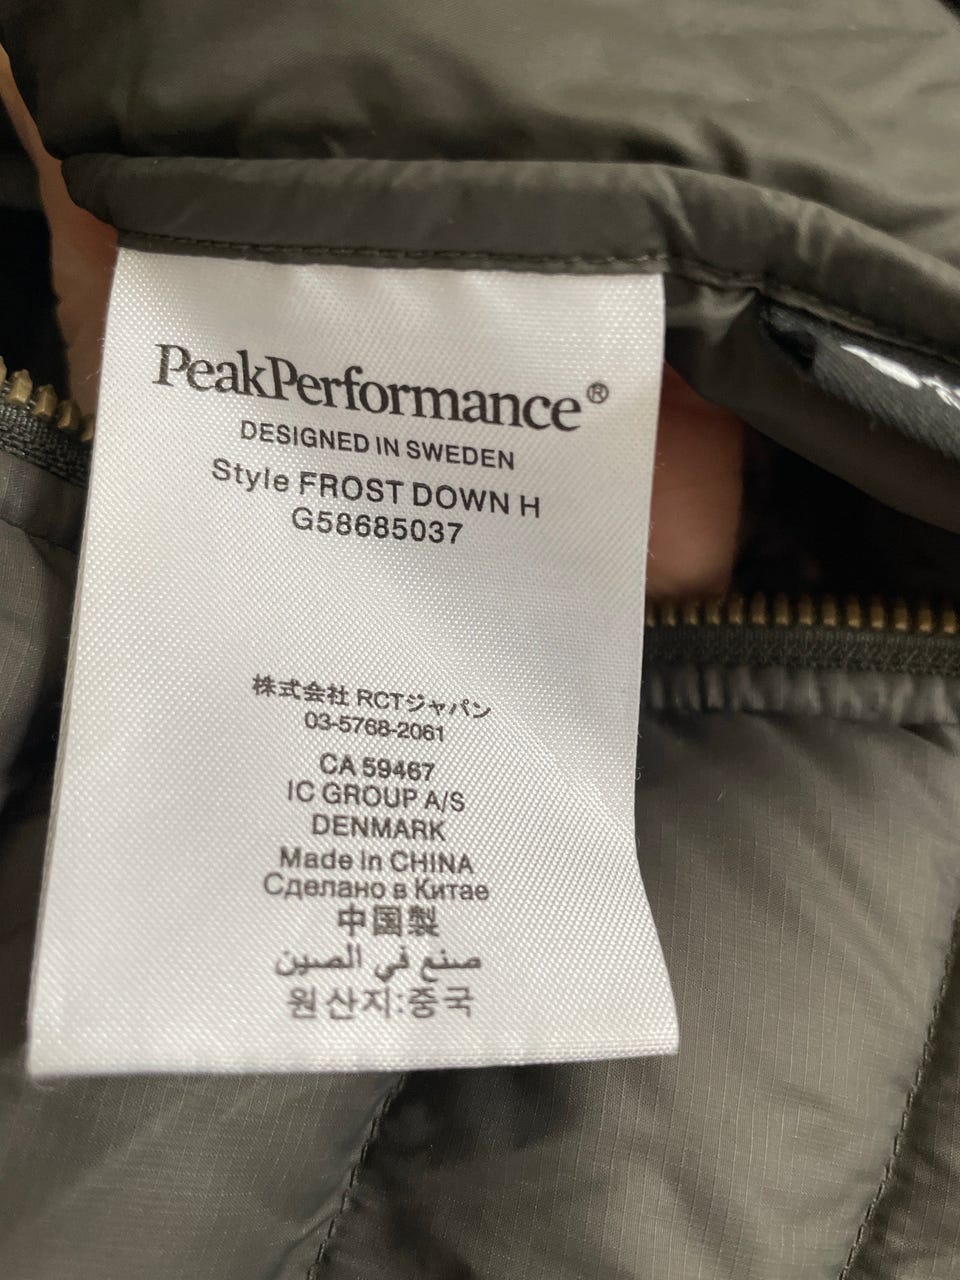 PeakPerformance®
DESIGNED IN SWEDEN
Style FROST DOWN H
G58685037
株式会社 RCTジャパン
03-5768-2061
CA 59467
IC GROUP A/S
DENMARK
Made in CHINA
Сделано в Китае
中国製
صنع في الصين
원산지:중국